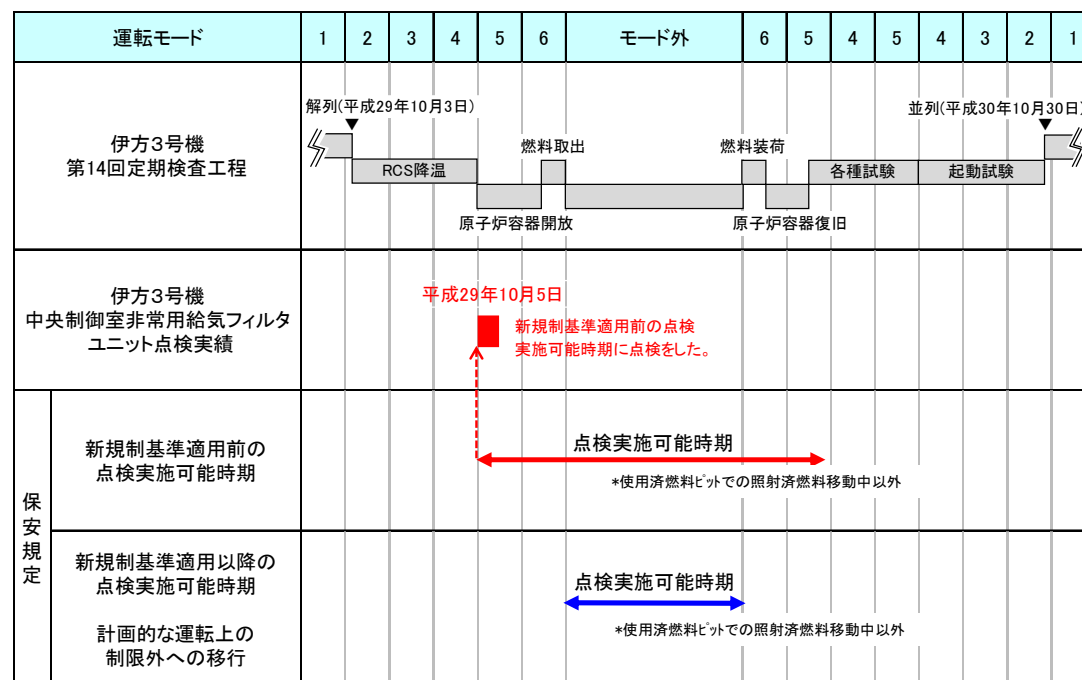 運転モード 1 2 3 4 5 6 モード外 6 5 4 5 4 3 2 1
伊方3号機
第14回定期検査工程
解列(平成29年10月3日)
並列(平成30年10月30日)
燃料取出
燃料装荷
RCS降温
各種試験
起動試験
原子炉容器開放
原子炉容器復旧
伊方3号機
中央制御室非常用給気フィルタ
ユニット点検実績
平成29年10月5日
新規制基準適用前の点検
実施可能時期に点検をした。
保安規定
新規制基準適用前の
点検実施可能時期
点検実施可能時期
*使用済燃料ピットでの照射済燃料移動中以外
新規制基準適用以降の
点検実施可能時期
計画的な運転上の
制限外への移行
点検実施可能時期
*使用済燃料ピットでの照射済燃料移動中以外